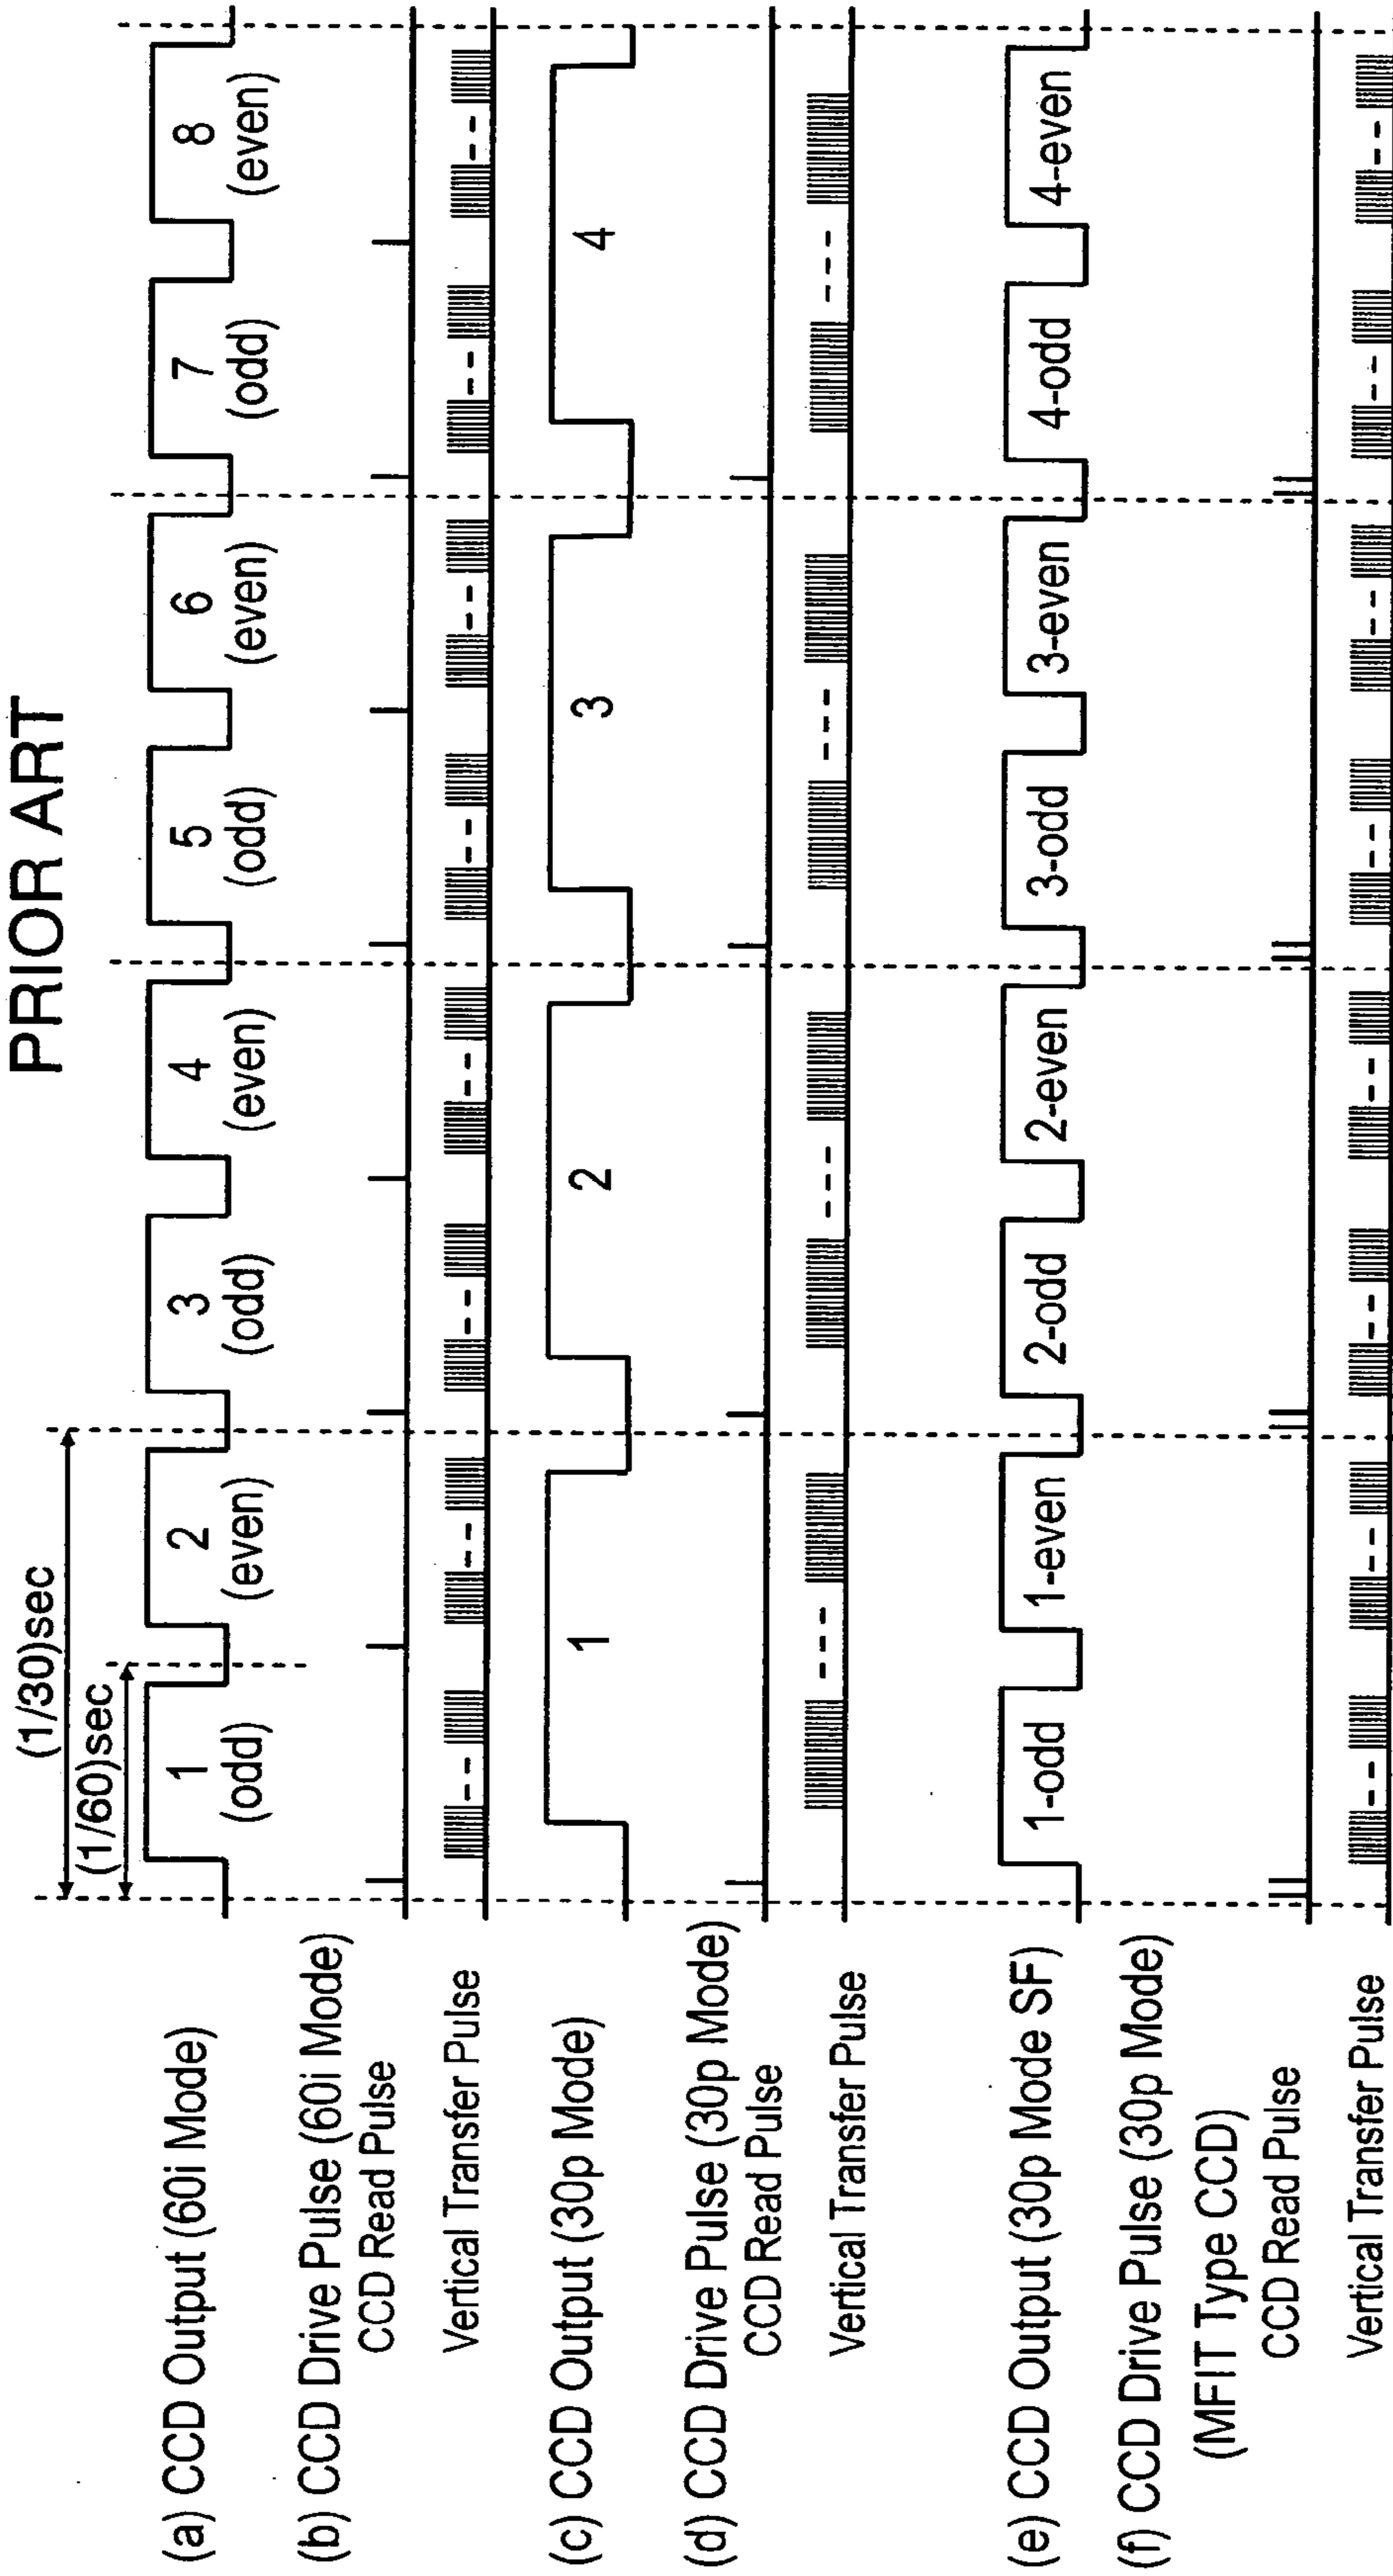 PRIOR ART
(1/30)sec
(1/60)sec
(a) CCD Output (60i Mode)
1 2 3 4 5 6 7 8
(odd) (even) (odd) (even) (odd) (even) (odd) (even)
(b) CCD Drive Pulse (60i Mode)
CCD Read Pulse
Vertical Transfer Pulse
(c) CCD Output (30p Mode)
1 2 3 4
(d) CCD Drive Pulse (30p Mode)
CCD Read Pulse
Vertical Transfer Pulse
(e) CCD Output (30p Mode SF)
1-odd 1-even 2-odd 2-even 3-odd 3-even 4-odd 4-even
(f) CCD Drive Pulse (30p Mode)
(MFIT Type CCD)
CCD Read Pulse
Vertical Transfer Pulse